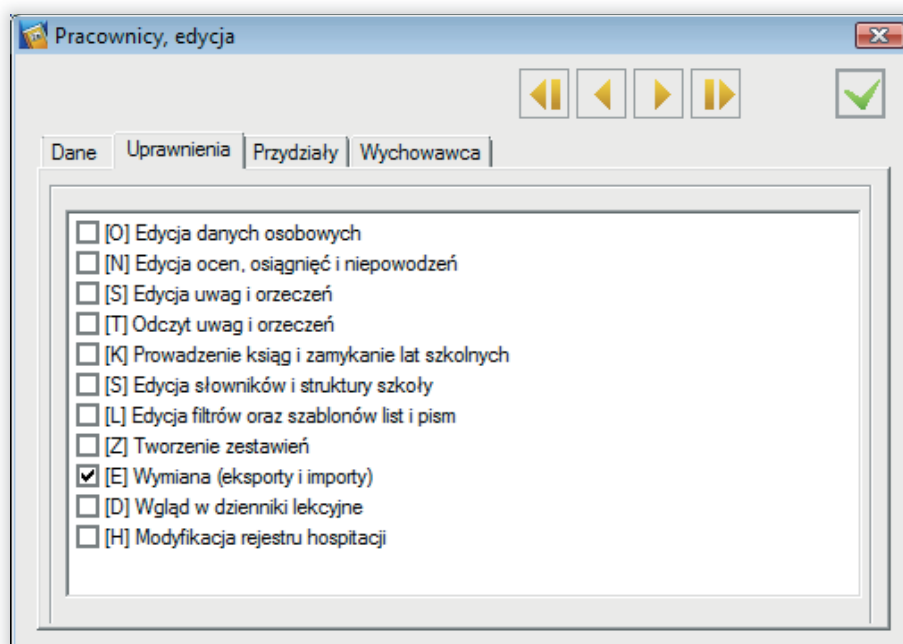 Pracownicy, edycja
Dane Uprawnienia Przydziały Wychowawca
[O] Edycja danych osobowych
[N] Edycja ocen, osiągnięć i niepowodzeń
[S] Edycja uwag i orzeczeń
[T] Odczyt uwag i orzeczeń
[K] Prowadzenie ksiąg i zamykanie lat szkolnych
[S] Edycja słowników i struktury szkoły
[L] Edycja filtrów oraz szablonów list i pism
[Z] Tworzenie zestawień
[E] Wymiana (eksporty i importy)
[D] Wgląd w dzienniki lekcyjne
[H] Modyfikacja rejestru hospitacji